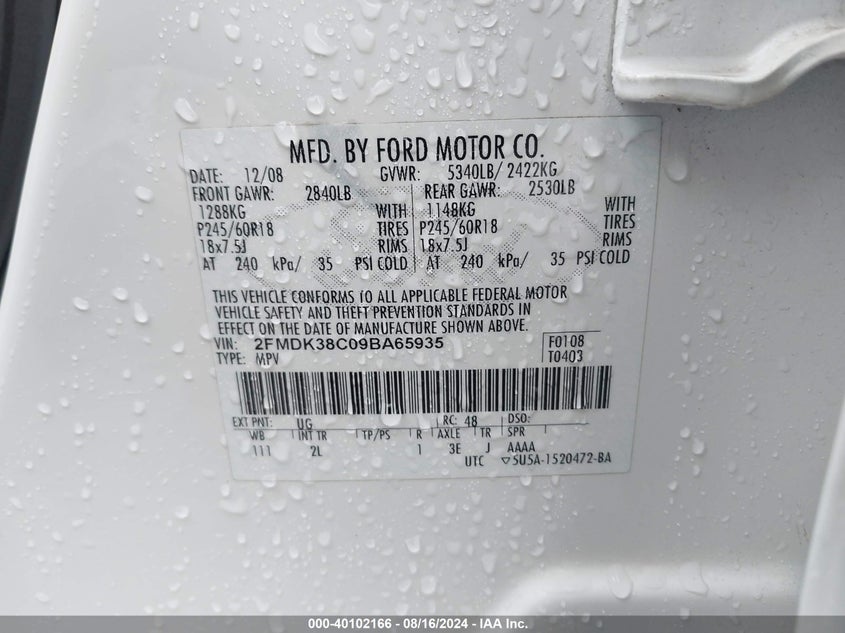 MFD. BY FORD MOTOR CO.
DATE: 12/08 GVWR: 5340LB/ 2422KG
FRONT GAWR: 2840LB REAR GAWR: 2530LB
1288KG WITH 1148KG WITH
P245/60R18 TIRES P245/60R18 TIRES
18x7.5J RIMS 18x7.5J RIMS
AT 240 kPa/ 35 PSI COLD AT 240 kPa/ 35 PSI COLD
THIS VEHICLE CONFORMS TO ALL APPLICABLE FEDERAL MOTOR
VEHICLE SAFETY AND THEFT PREVENTION STANDARDS IN
EFFECT ON THE DATE OF MANUFACTURE SHOWN ABOVE.
VIN: 2FMDK38C09BA65935 F0108
TYPE: MPV T0403
EXT PNT: UG RC: 48 DSO:
WB INT TR TP/PS R AXLE TR SPR
111 2L 1 3E J AAAA
UTC ▽5U5A-1520472-BA
000-40102166 - 08/16/2024 - IAA Inc.